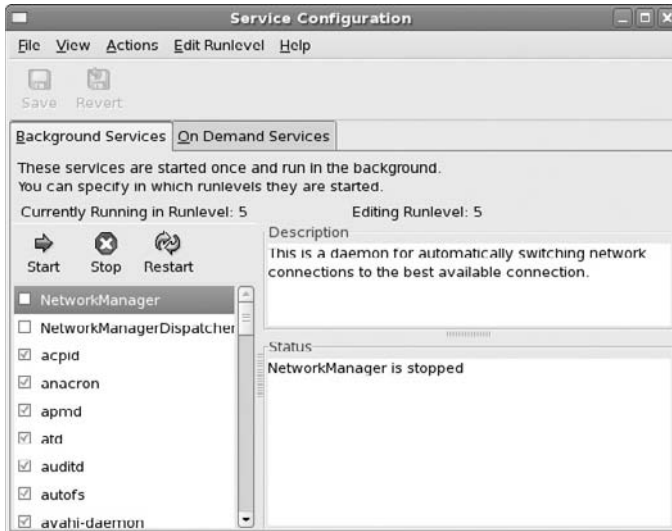 Service Configuration
File View Actions Edit Runlevel Help
Save Revert
Background Services On Demand Services
These services are started once and run in the background.
You can specify in which runlevels they are started.
Currently Running in Runlevel: 5 Editing Runlevel: 5
Start Stop Restart
NetworkManager
NetworkManagerDispatcher
acpid
anacron
apmd
atd
auditd
autofs
avahi-daemon
Description
This is a daemon for automatically switching network
connections to the best available connection.
Status
NetworkManager is stopped